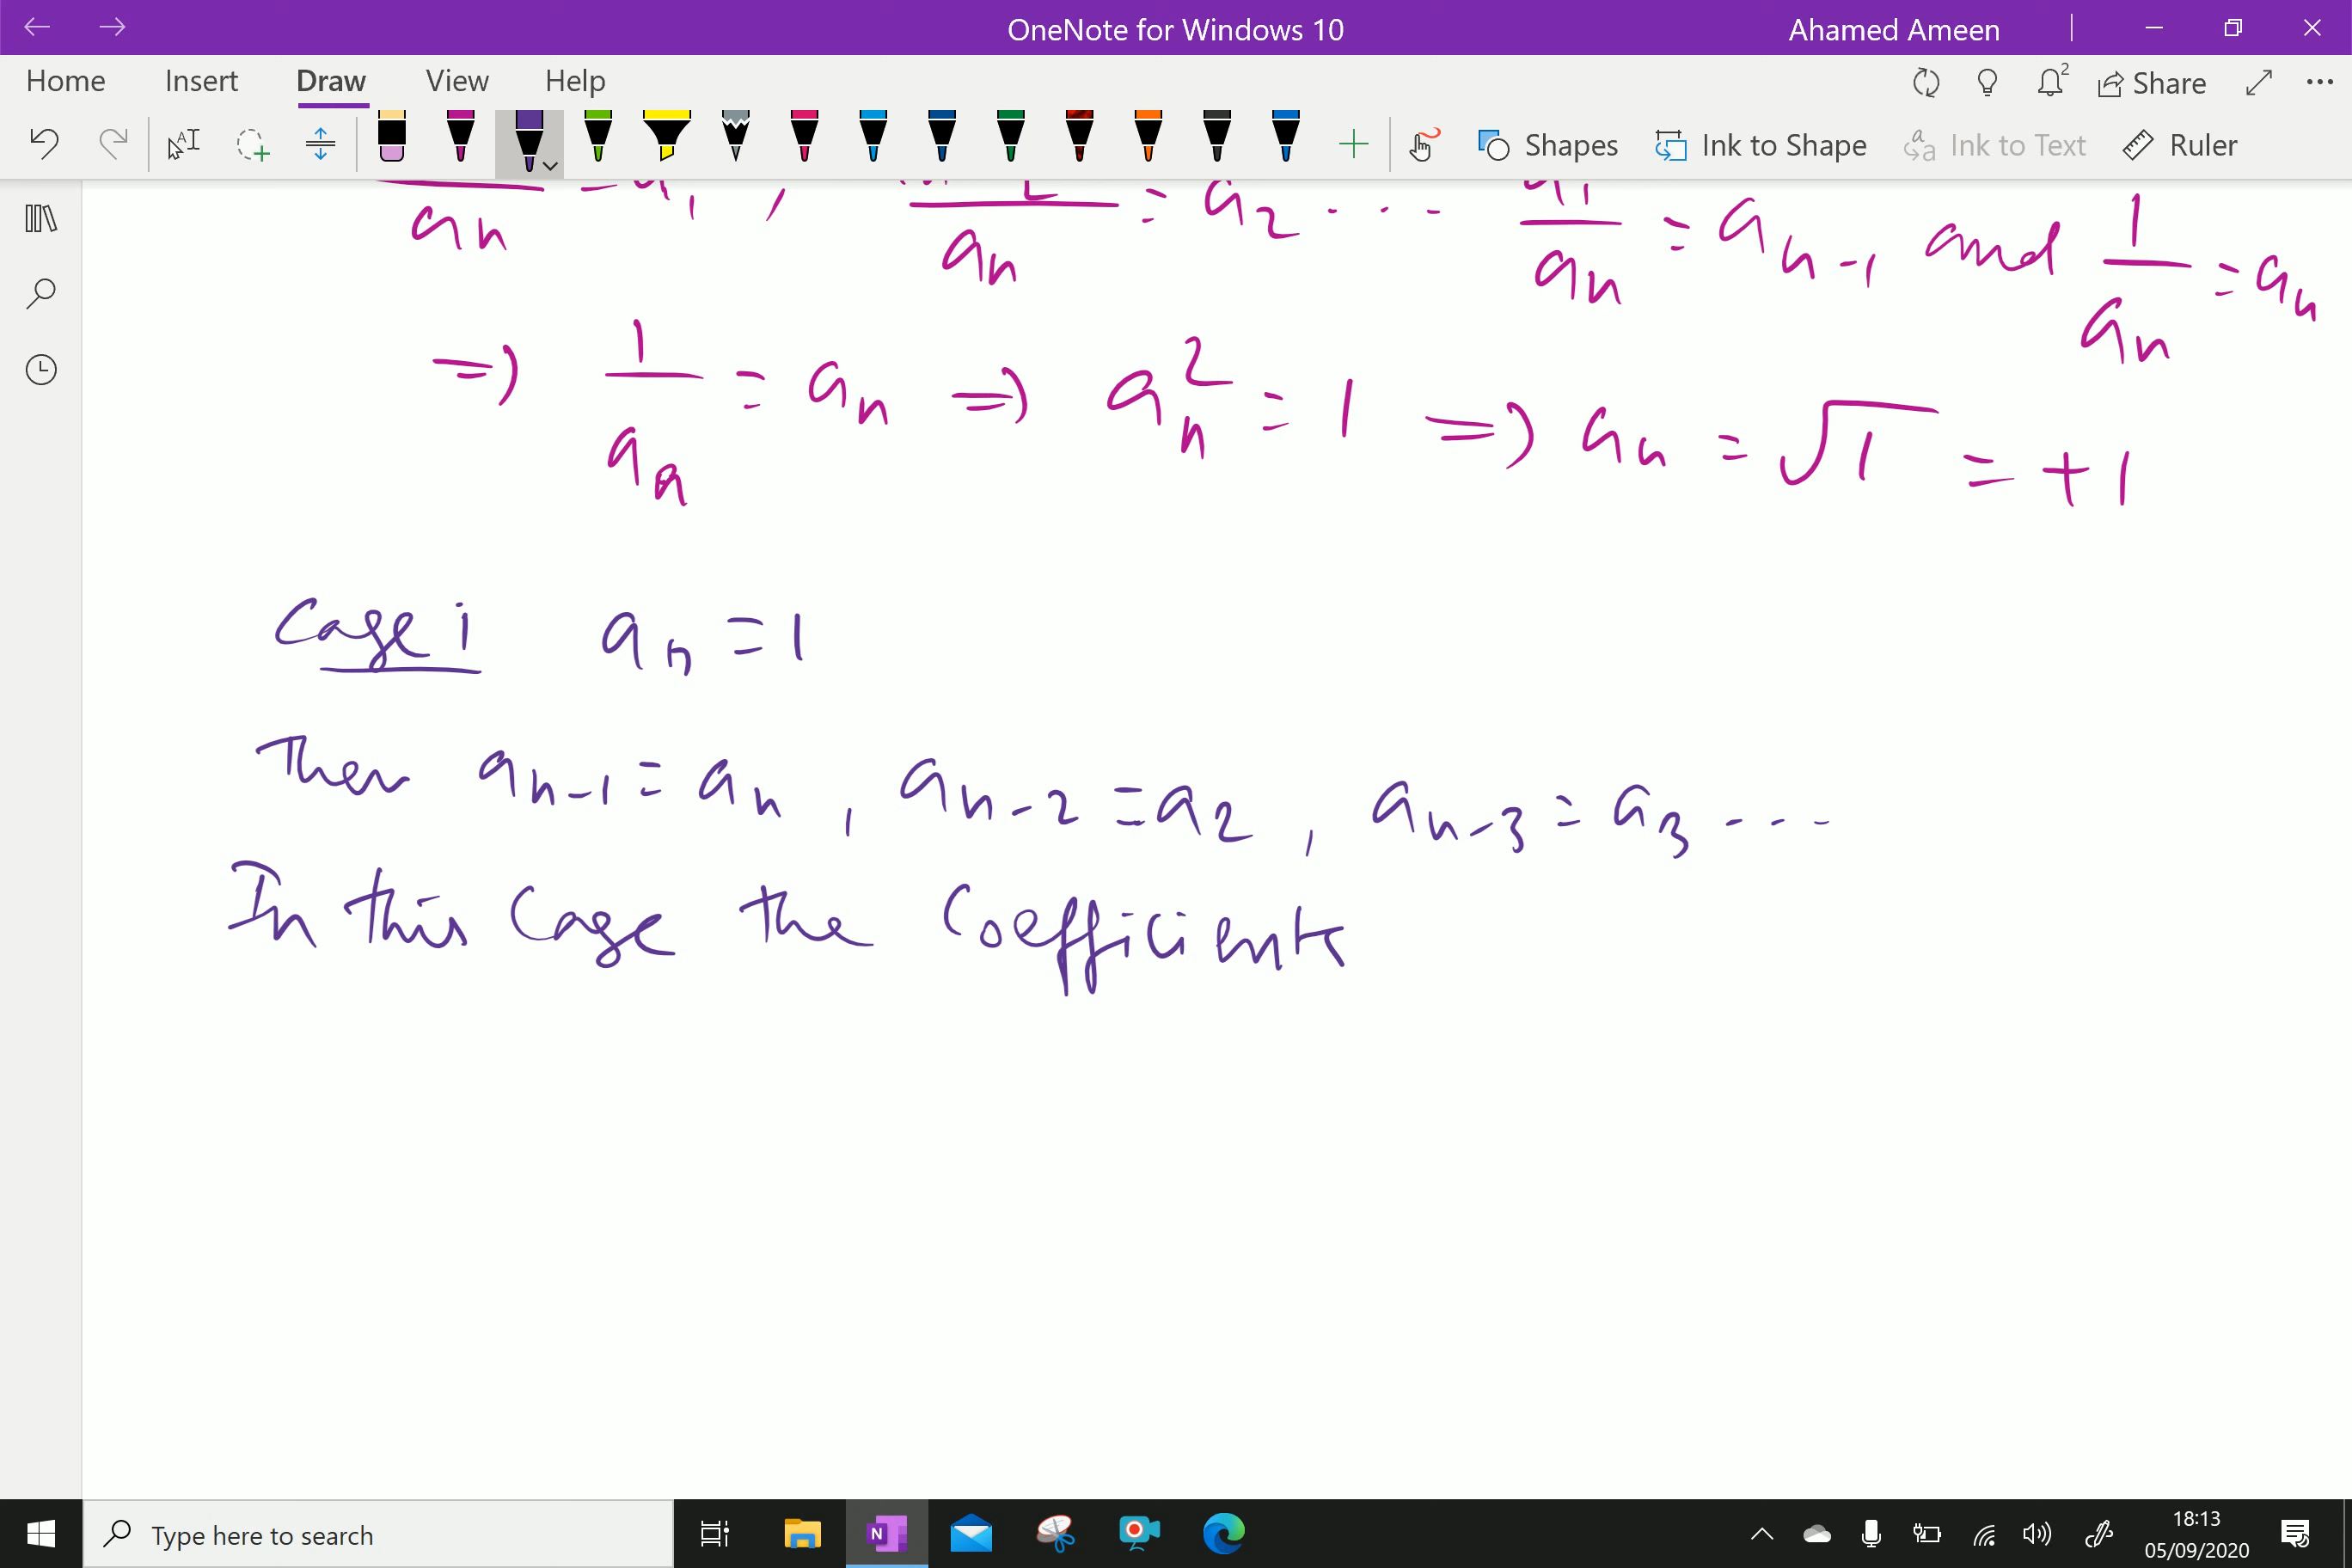 OneNote for Windows 10 Ahamed Ameen
Home Insert Draw View Help 2 Share
Shapes Ink to Shape Ink to Text Ruler
/aₙ = a₁ , /aₙ = a₂ ... a₁/aₙ = aₙ₋₁ and 1/aₙ = aₙ
=> 1/aₙ = aₙ => aₙ² = 1 => aₙ = √1 = +1
Case i aₙ = 1
Then aₙ₋₁ = aₙ , aₙ₋₂ = a₂ , aₙ₋₃ = a₃ ....
In this case the Coefficients
Type here to search
18:13
05/09/2020